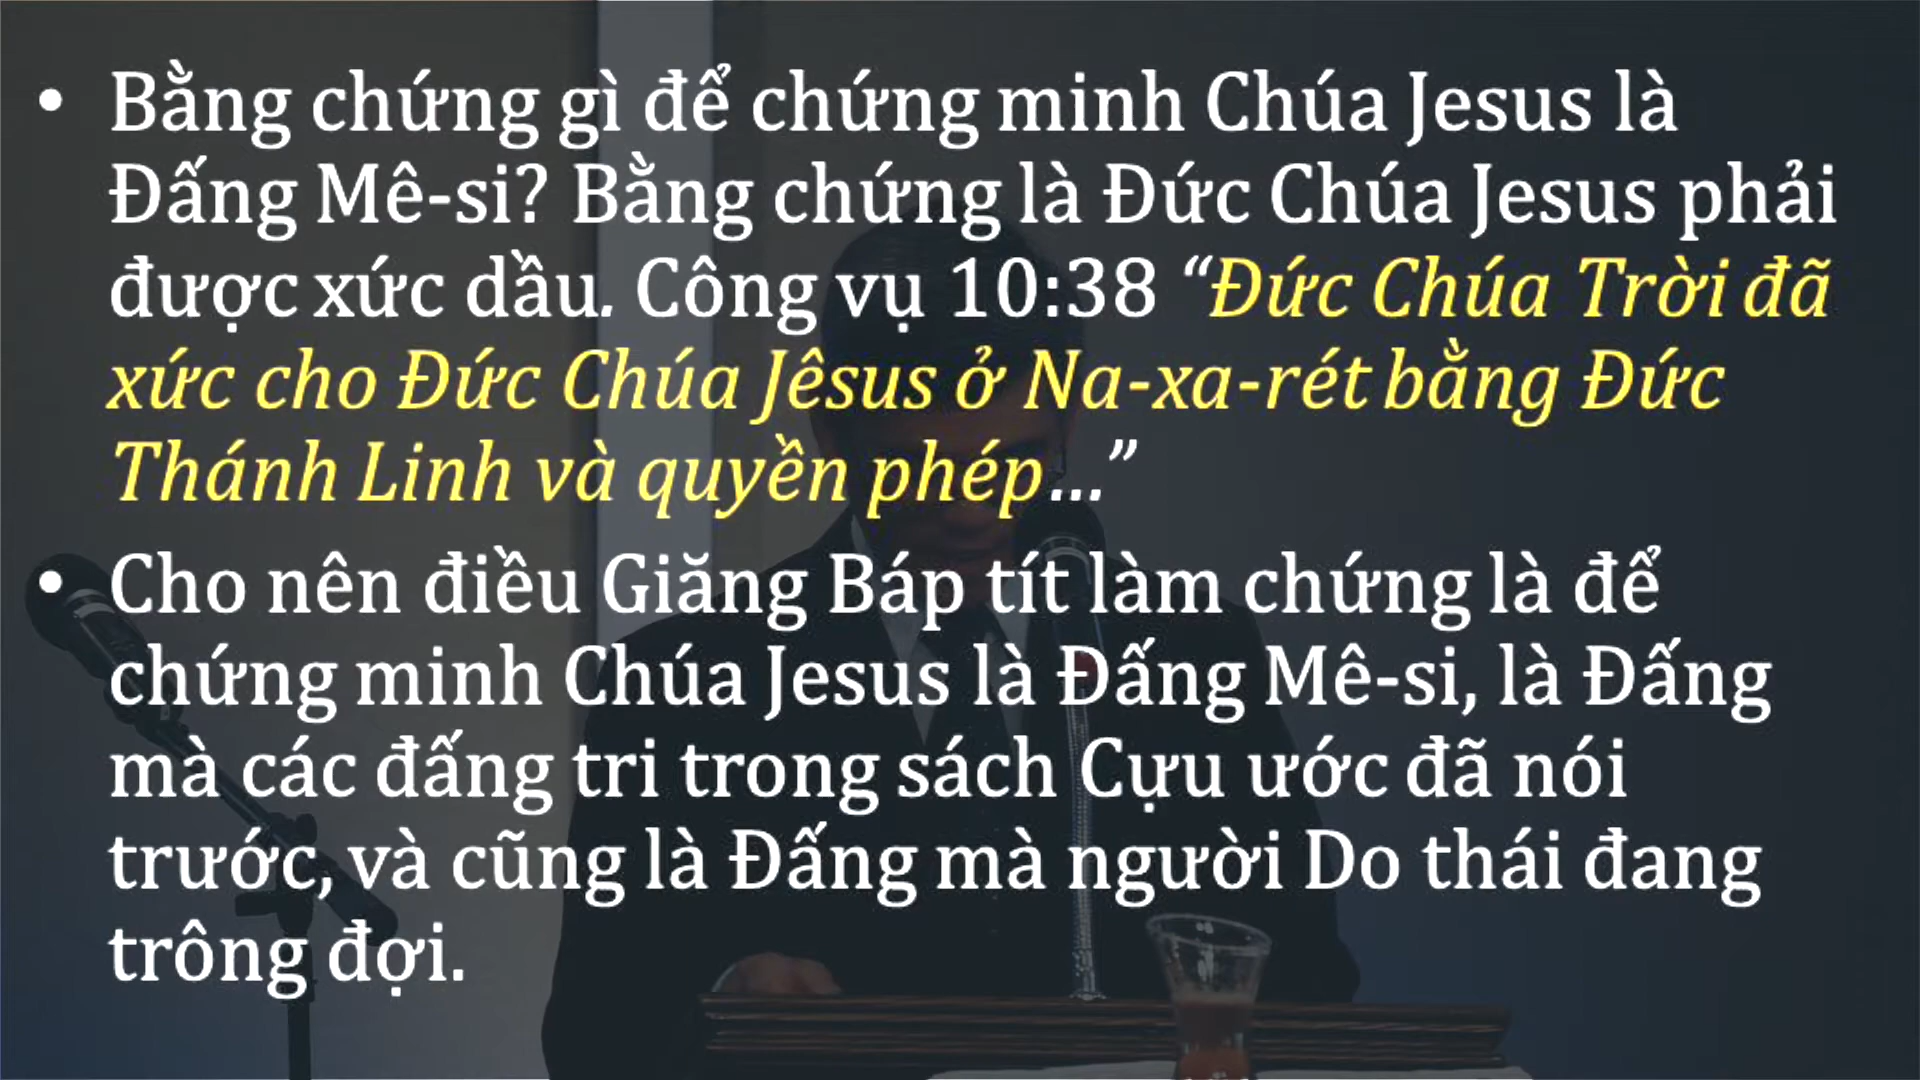 • Bằng chứng gì để chứng minh Chúa Jesus là
Đấng Mê-si? Bằng chứng là Đức Chúa Jesus phải
được xức dầu. Công vụ 10:38 “Đức Chúa Trời đã
xức cho Đức Chúa Jêsus ở Na-xa-rét bằng Đức
Thánh Linh và quyền phép…”
• Cho nên điều Giăng Báp tít làm chứng là để
chứng minh Chúa Jesus là Đấng Mê-si, là Đấng
mà các đấng tri trong sách Cựu ước đã nói
trước, và cũng là Đấng mà người Do thái đang
trông đợi.